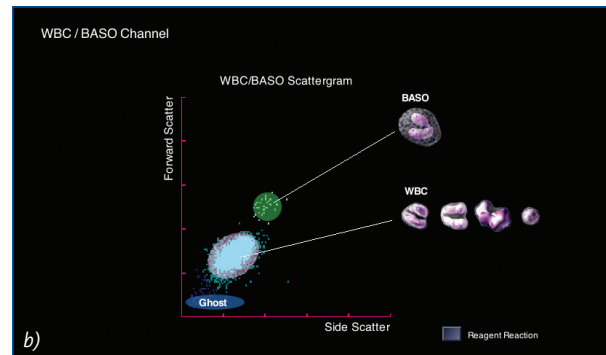 WBC / BASO Channel
WBC/BASO Scattergram
BASO
Forward Scatter
WBC
Ghost
Side Scatter
Reagent Reaction
b)